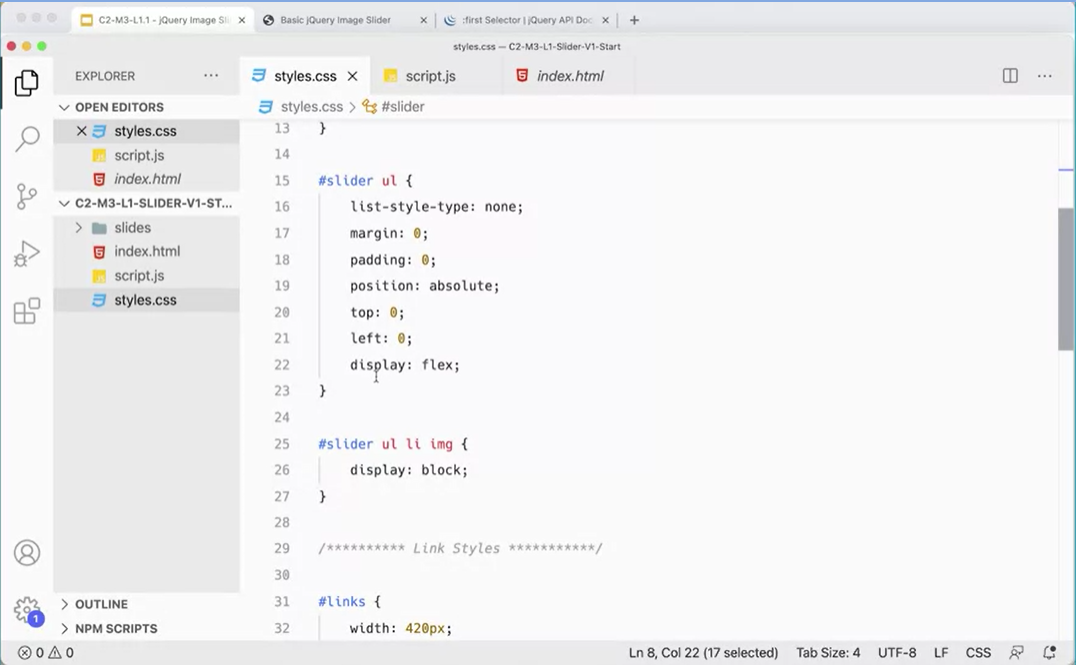 C2-M3-L1.1 - jQuery Image Sli
Basic jQuery Image Slider
:first Selector | jQuery API Doc
styles.css — C2-M3-L1-Slider-V1-Start
EXPLORER
styles.css
script.js
index.html
OPEN EDITORS
styles.css > #slider
styles.css
script.js
index.html
C2-M3-L1-SLIDER-V1-ST...
slides
index.html
script.js
styles.css
OUTLINE
NPM SCRIPTS
1
13 }
14
15 #slider ul {
16 list-style-type: none;
17 margin: 0;
18 padding: 0;
19 position: absolute;
20 top: 0;
21 left: 0;
22 display: flex;
23 }
24
25 #slider ul li img {
26 display: block;
27 }
28
29 /********** Link Styles ***********/
30
31 #links {
32 width: 420px;
0 0
Ln 8, Col 22 (17 selected) Tab Size: 4 UTF-8 LF CSS